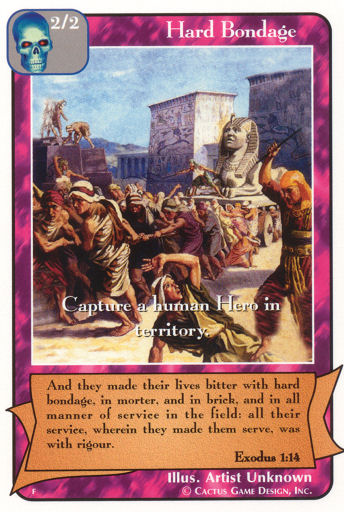 2/2
Hard Bondage
Capture a human Hero in
territory.
And they made their lives bitter with hard
bondage, in morter, and in brick, and in all
manner of service in the field: all their
service, wherein they made them serve, was
with rigour.
Exodus 1:14
Illus. Artist Unknown
F
© CACTUS GAME DESIGN, INC.